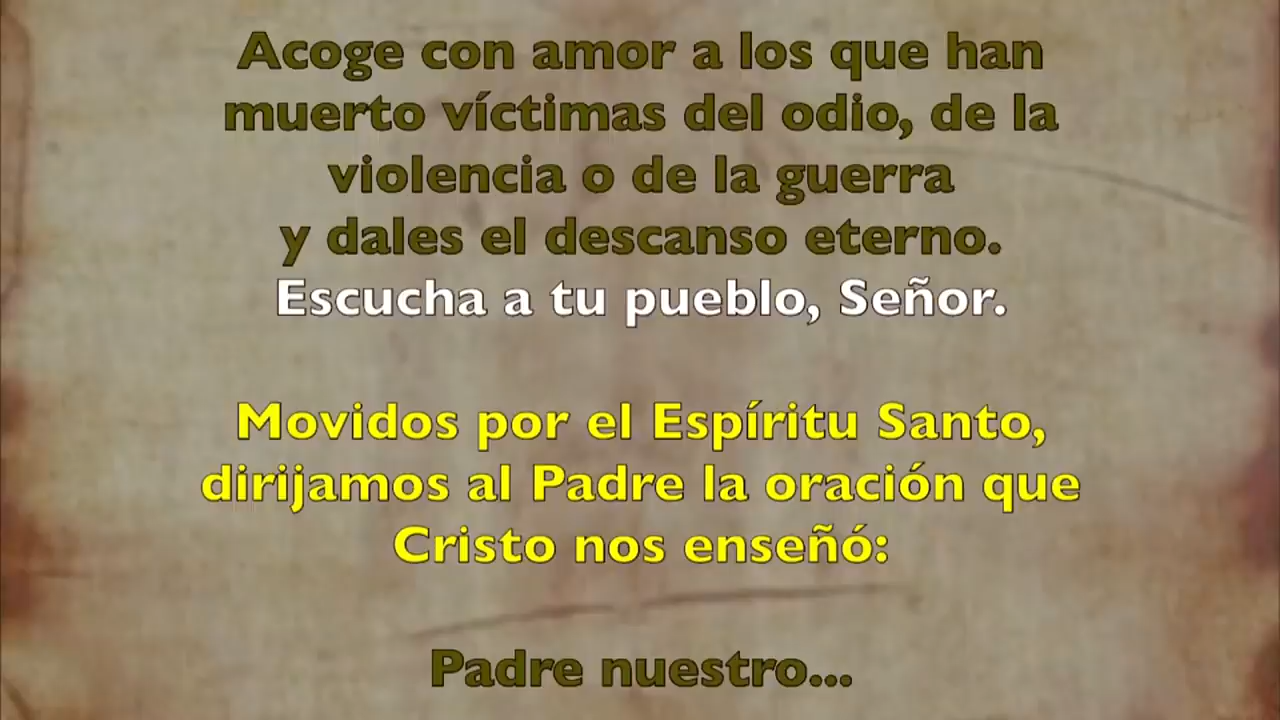 Acoge con amor a los que han
muerto víctimas del odio, de la
violencia o de la guerra
y dales el descanso eterno.
Escucha a tu pueblo, Señor.
Movidos por el Espíritu Santo,
dirijamos al Padre la oración que
Cristo nos enseñó:
Padre nuestro...